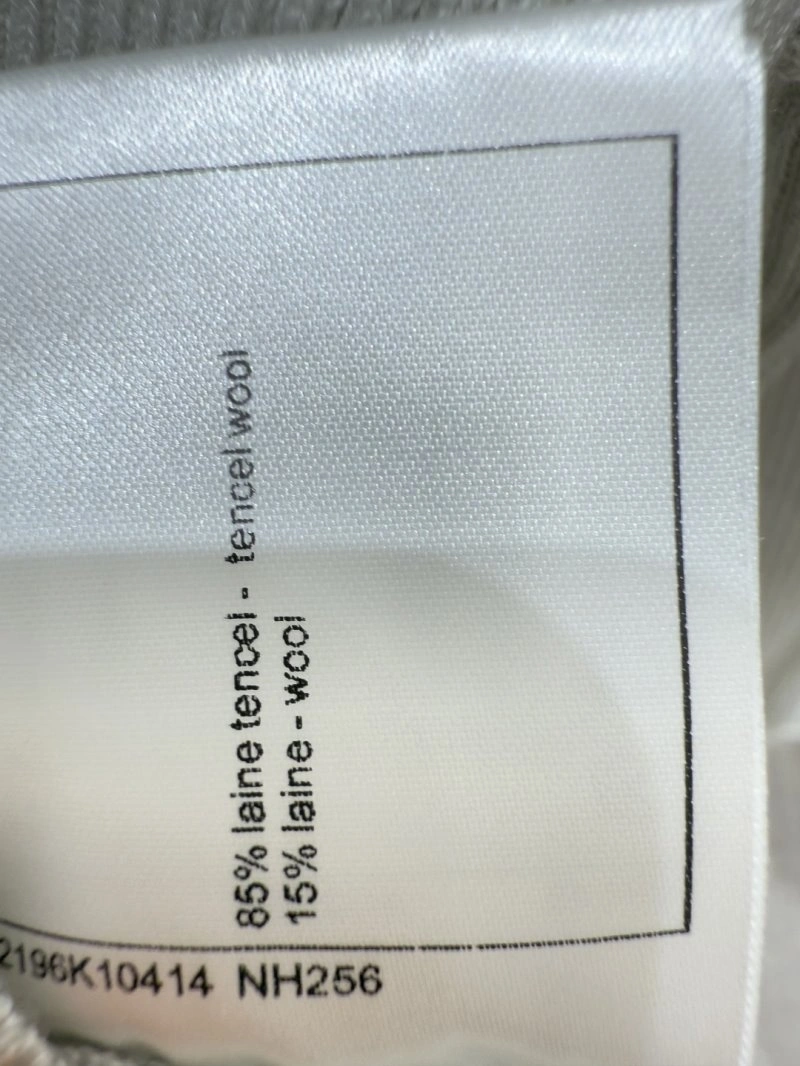 85% laine tencel - tencel wool
15% laine - wool
2196K10414 NH256